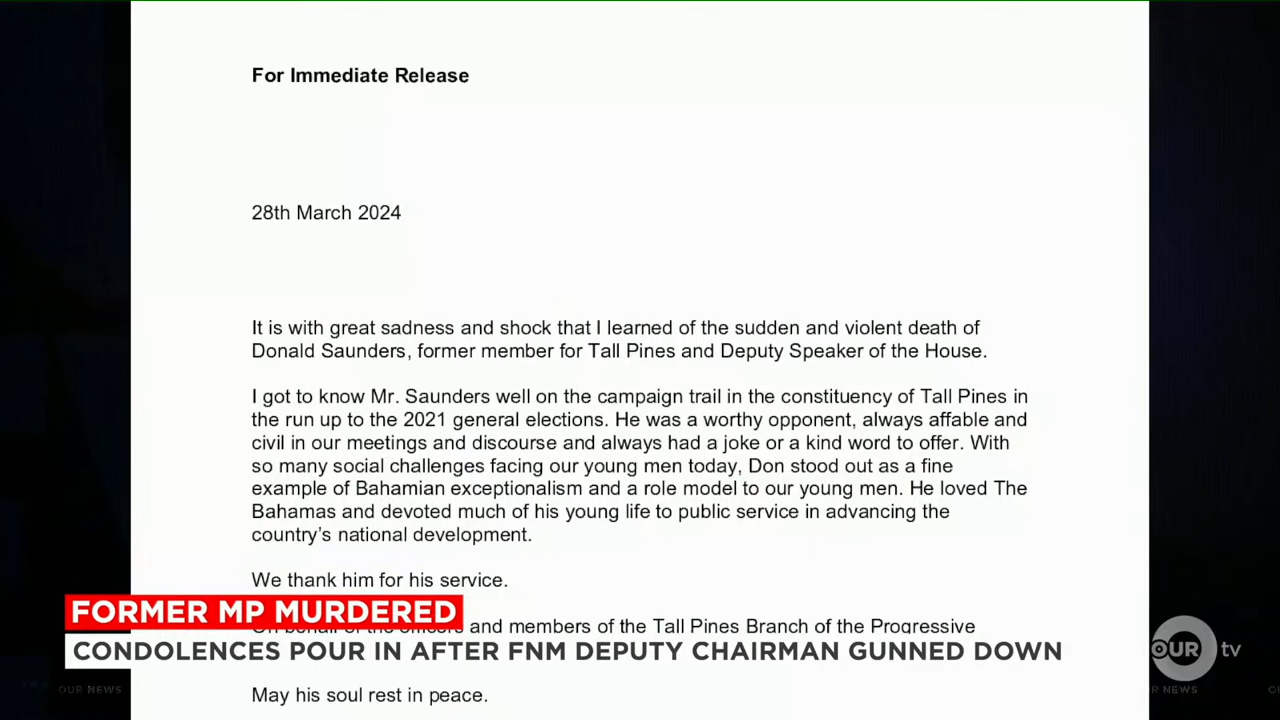 For Immediate Release
28th March 2024
It is with great sadness and shock that I learned of the sudden and violent death of
Donald Saunders, former member for Tall Pines and Deputy Speaker of the House.
I got to know Mr. Saunders well on the campaign trail in the constituency of Tall Pines in
the run up to the 2021 general elections. He was a worthy opponent, always affable and
civil in our meetings and discourse and always had a joke or a kind word to offer. With
so many social challenges facing our young men today, Don stood out as a fine
example of Bahamian exceptionalism and a role model to our young men. He loved The
Bahamas and devoted much of his young life to public service in advancing the
country's national development.
We thank him for his service.
FORMER MP MURDERED
and members of the Tall Pines Branch of the Progressive
CONDOLENCES POUR IN AFTER FNM DEPUTY CHAIRMAN GUNNED DOWN
OUR tv
OUR NEWS
R NEWS
May his soul rest in peace.